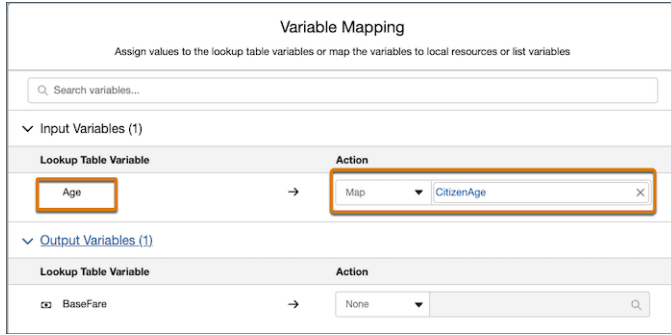 Variable Mapping
Assign values to the lookup table variables or map the variables to local resources or list variables
Search variables...
Input Variables (1)
Lookup Table Variable Action
Age → Map CitizenAge
Output Variables (1)
Lookup Table Variable Action
BaseFare → None